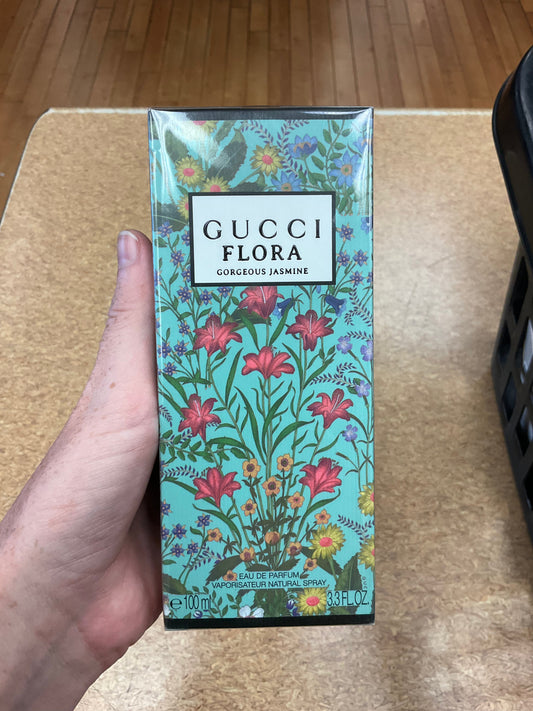 GUCCI
FLORA
GORGEOUS JASMINE
EAU DE PARFUM
VAPORISATEUR NATURAL SPRAY
℮ 100 ml 3.3 FL.OZ.